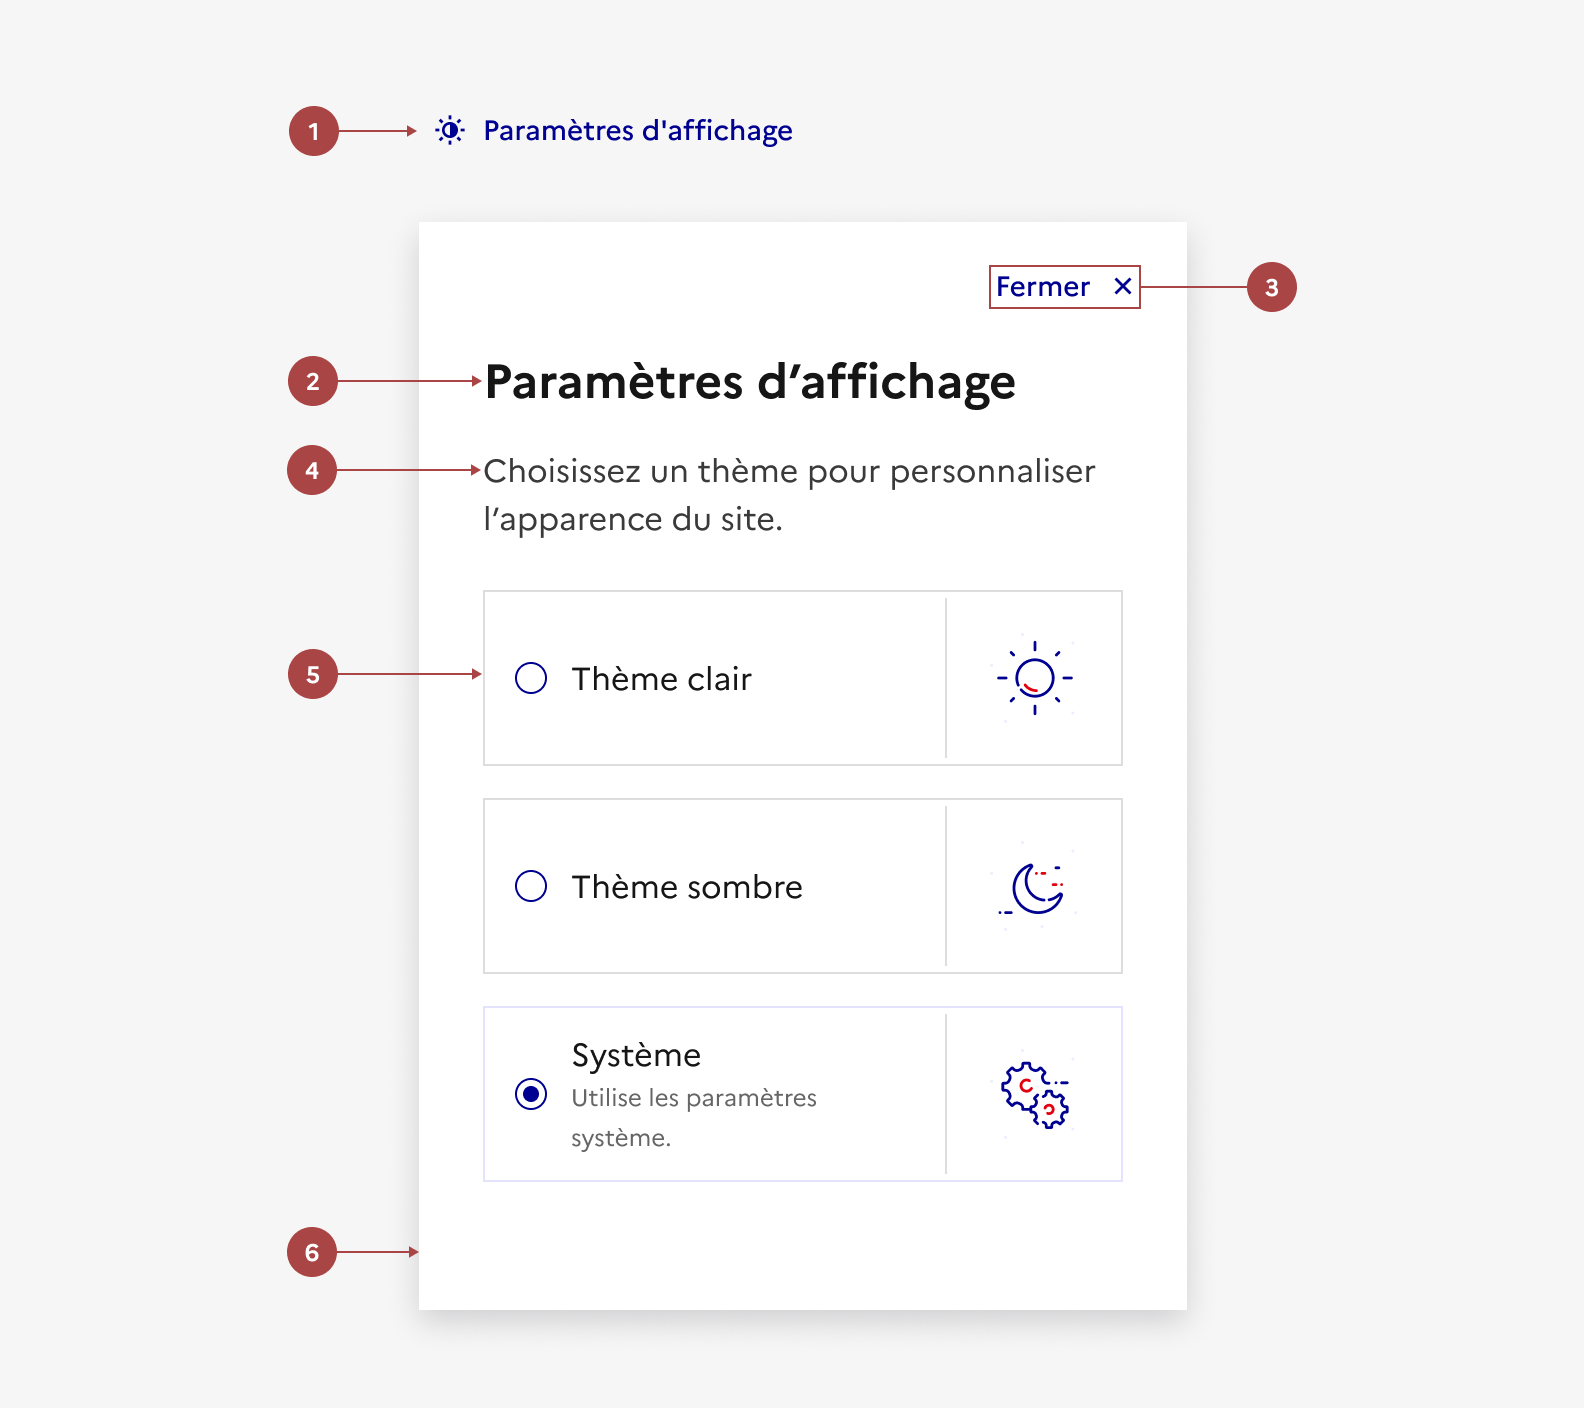 1
Paramètres d'affichage
Fermer
3
2
Paramètres d’affichage
4
Choisissez un thème pour personnaliser
l’apparence du site.
5
Thème clair
Thème sombre
Système
Utilise les paramètres
système.
6